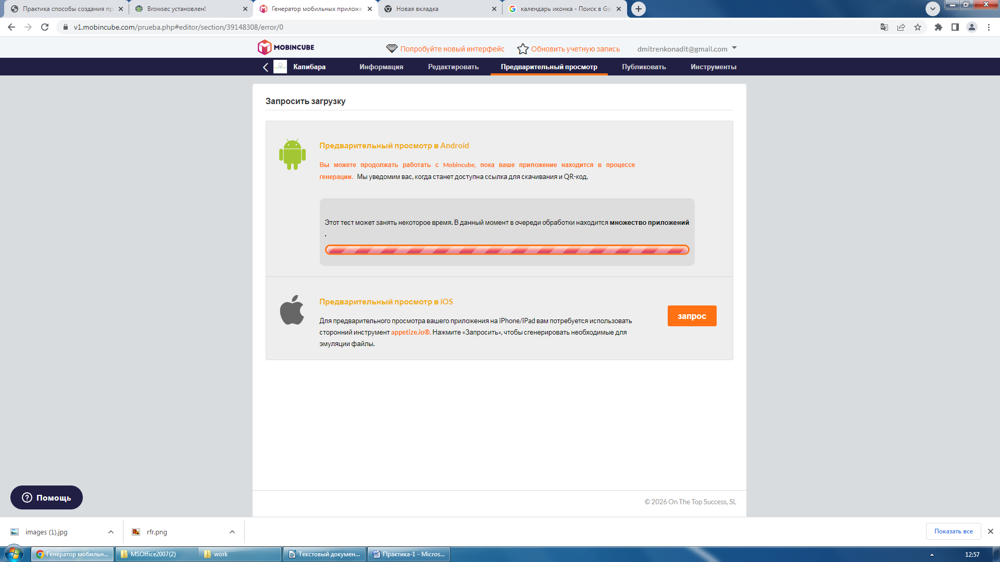 Практика способы создания пр
Browsec установлен!
Генератор мобильных приложе
Новая вкладка
календарь иконка - Поиск в Go
v1.mobincube.com/prueba.php#editor/section/39148308/error/0
MOBINCUBE
Попробуйте новый интерфейс
Обновить учетную запись
dmitrenkonadit@gmail.com
Капибара
Информация
Редактировать
Предварительный просмотр
Публиковать
Инструменты
Запросить загрузку
Предварительный просмотр в Android
Вы можете продолжать работать с Mobincube, пока ваше приложение находится в процессе
генерации. Мы уведомим вас, когда станет доступна ссылка для скачивания и QR-код.
Этот тест может занять некоторое время. В данный момент в очереди обработки находится множество приложений
.
Предварительный просмотр в iOS
Для предварительного просмотра вашего приложения на iPhone/iPad вам потребуется использовать
сторонний инструмент appetize.io®. Нажмите «Запросить», чтобы сгенерировать необходимые для
эмуляции файлы.
запрос
Помощь
© 2026 On The Top Success, SL
images (1).jpg
rfr.png
Показать все
Генератор мобильн...
MSOffice2007(2)
work
Текстовый докумен...
Практика-1 - Micros...
12:57